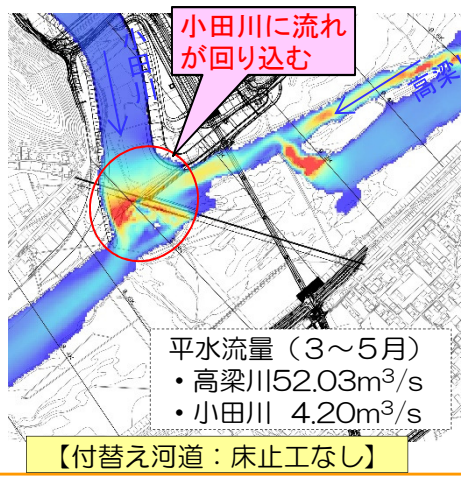 小田川に流れ
が回り込む
小田川
高梁
平水流量（3～5月）
・高梁川52.03m³/s
・小田川 4.20m³/s
【付替え河道：床止工なし】